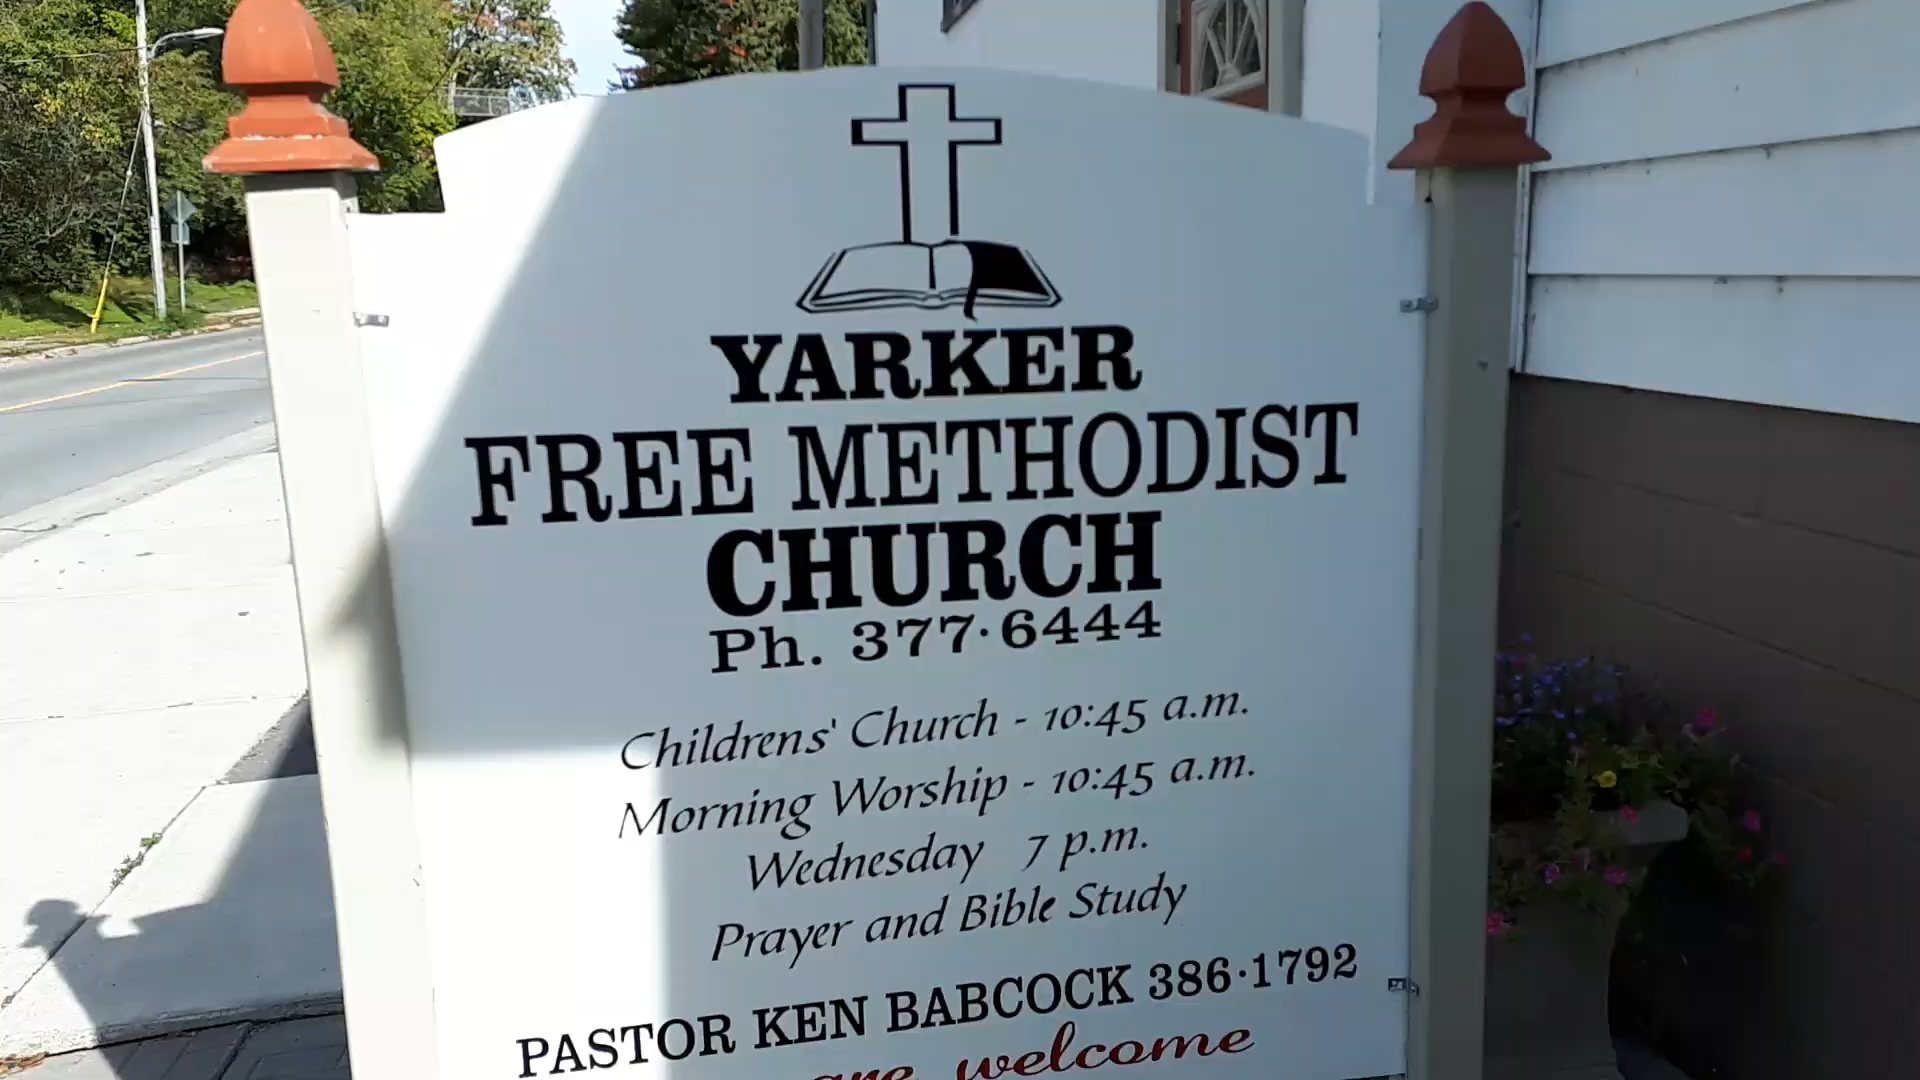 YARKER
FREE METHODIST
CHURCH
Ph. 377·6444
Childrens' Church - 10:45 a.m.
Morning Worship - 10:45 a.m.
Wednesday 7 p.m.
Prayer and Bible Study
PASTOR KEN BABCOCK 386·1792
are welcome